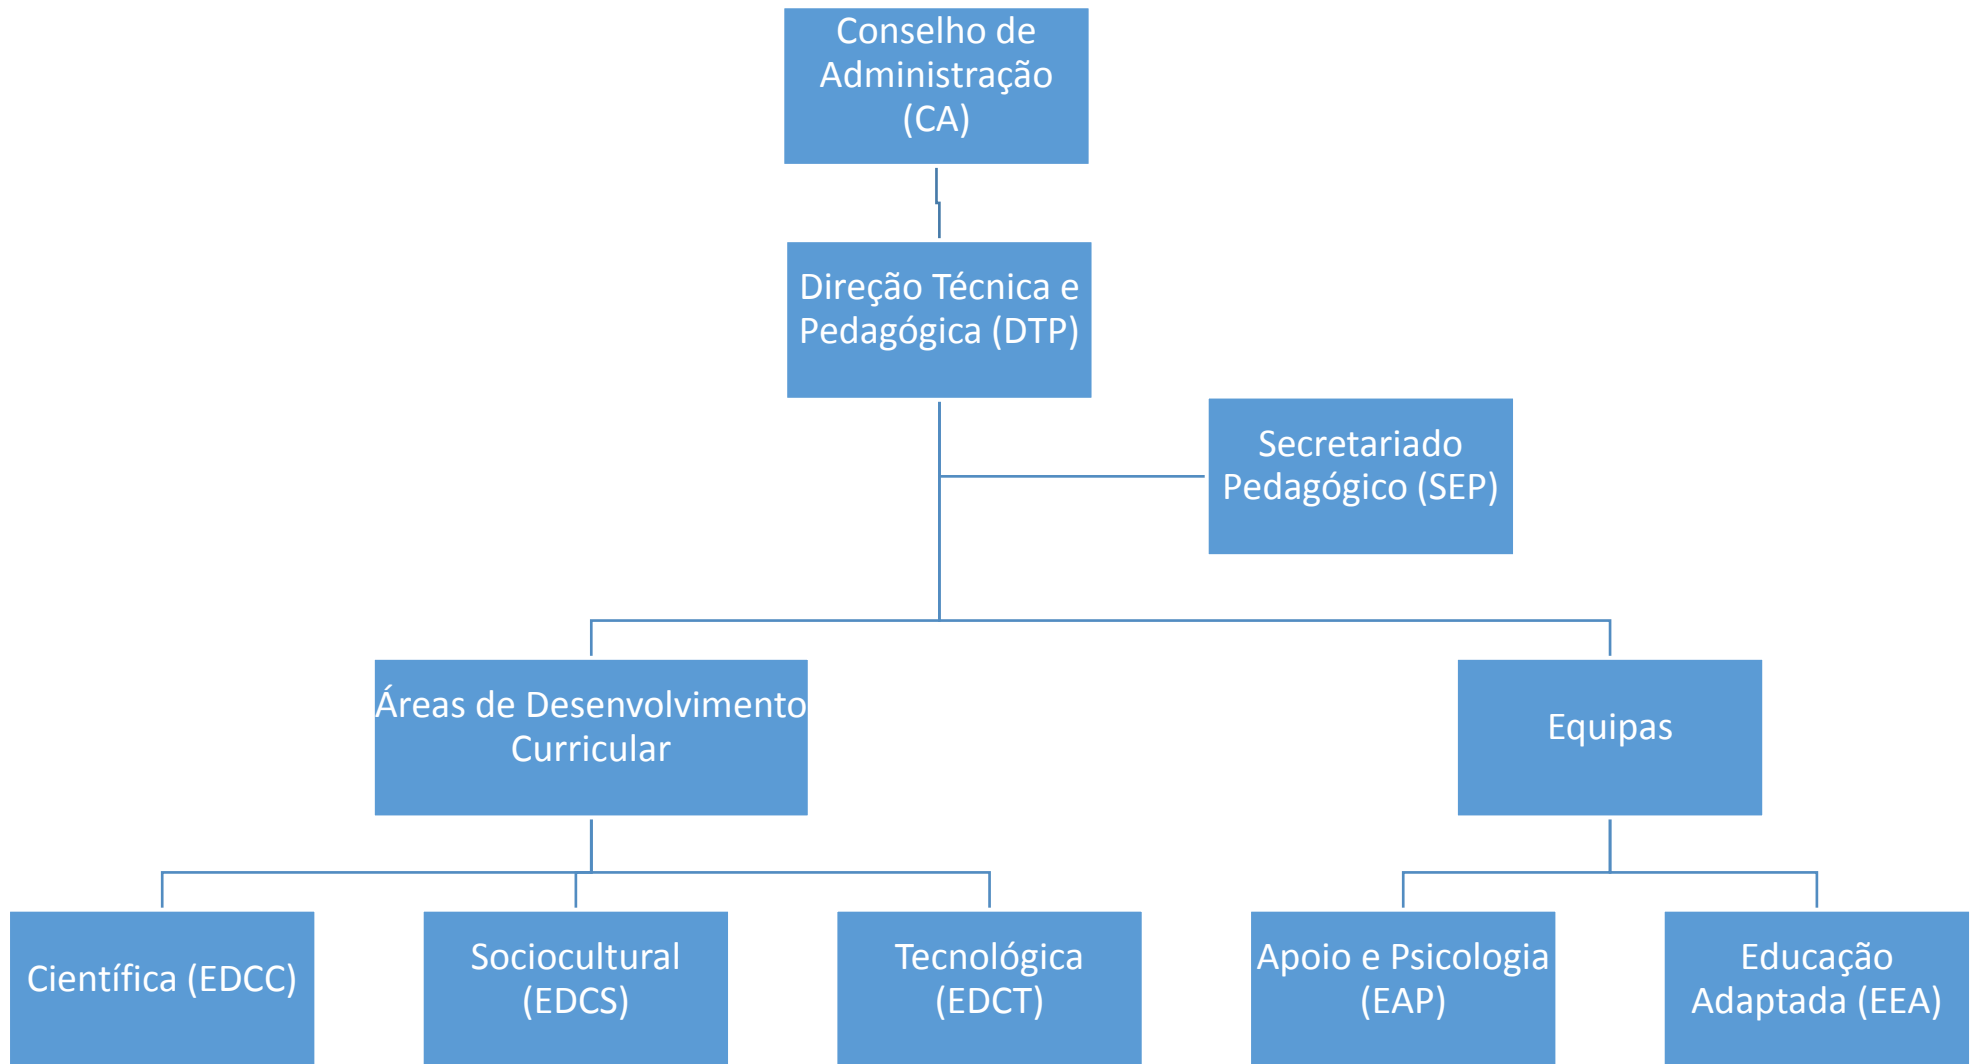 Conselho de
Administração
(CA)
Direção Técnica e
Pedagógica (DTP)
Secretariado
Pedagógico (SEP)
Áreas de Desenvolvimento
Curricular
Equipas
Científica (EDCC)
Sociocultural
(EDCS)
Tecnológica
(EDCT)
Apoio e Psicologia
(EAP)
Educação
Adaptada (EEA)